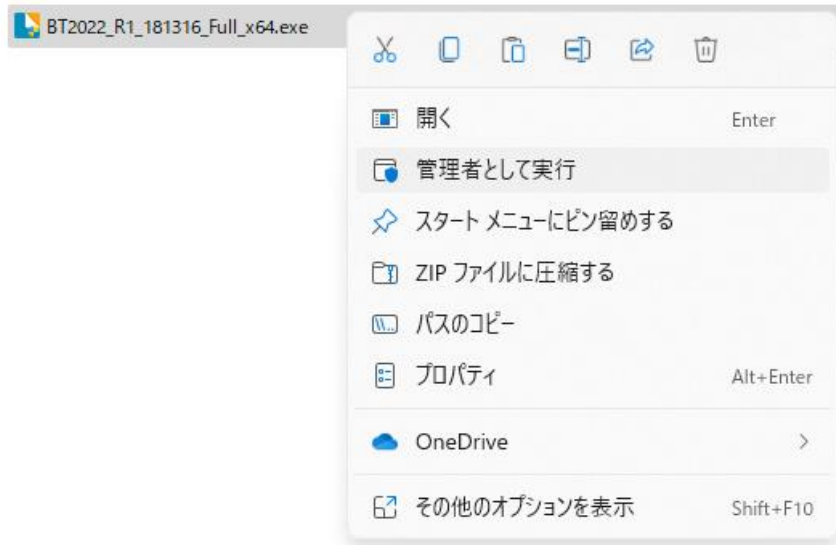 BT2022_R1_181316_Full_x64.exe
開く Enter
管理者として実行
スタート メニューにピン留めする
ZIP ファイルに圧縮する
パスのコピー
プロパティ Alt+Enter
OneDrive
その他のオプションを表示 Shift+F10